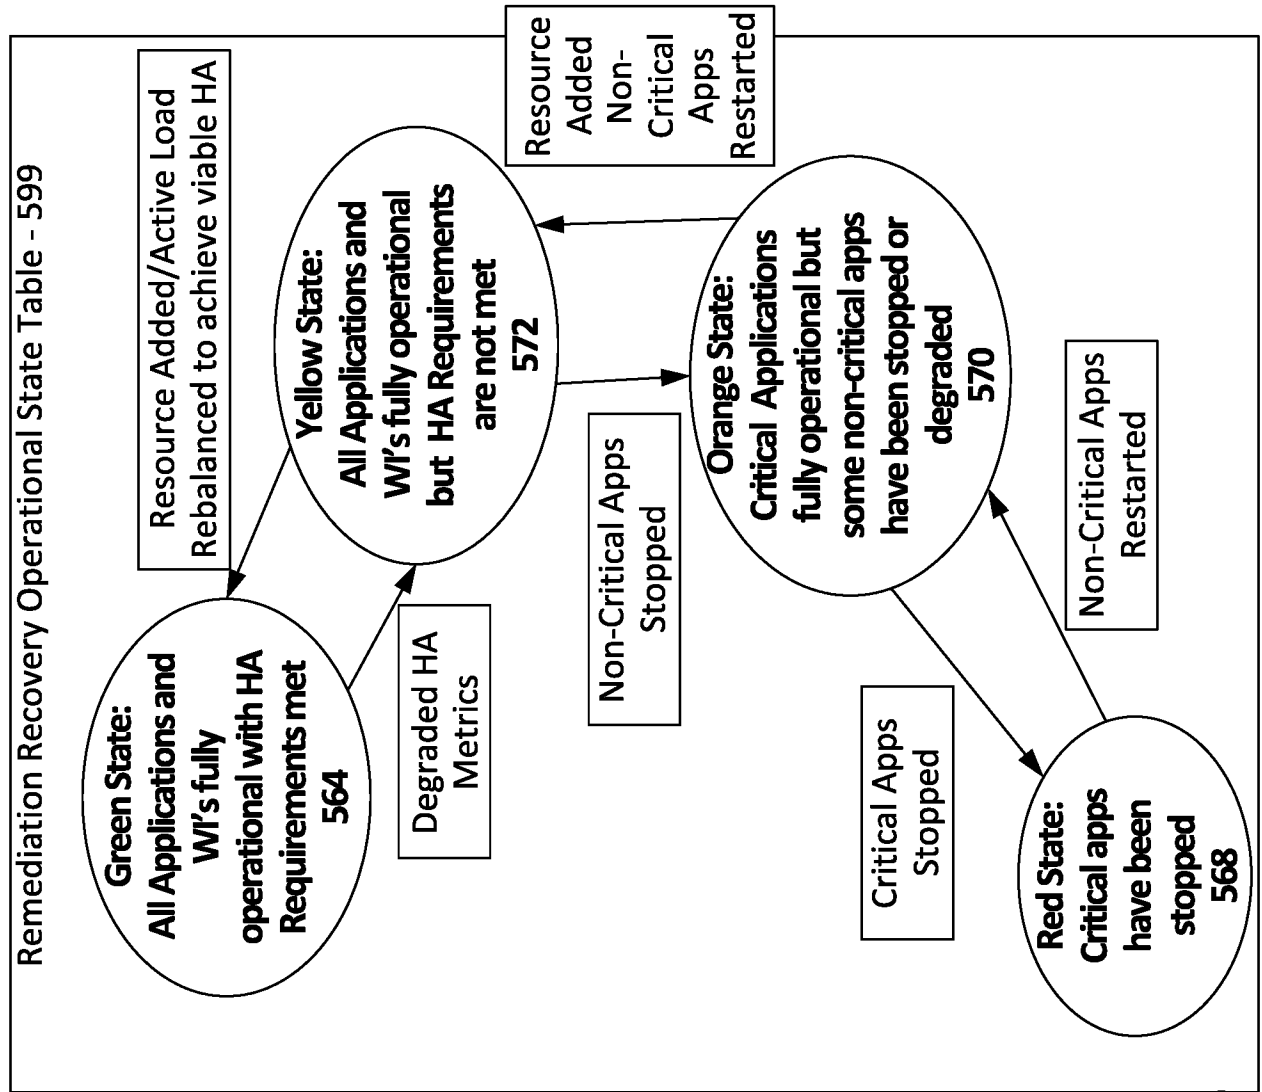 Remediation Recovery Operational State Table - 599
Resource Added/Active Load
Rebalanced to achieve viable HA
Green State:
All Applications and
WI's fully
operational with HA
Requirements met
564
Degraded HA
Metrics
Yellow State:
All Applications and
WI's fully operational
but HA Requirements
are not met
572
Resource
Added
Non-
Critical
Apps
Restarted
Non-Critical Apps
Stopped
Orange State:
Critical Applications
fully operational but
some non-critical apps
have been stopped or
degraded
570
Critical Apps
Stopped
Non-Critical Apps
Restarted
Red State:
Critical apps
have been
stopped
568